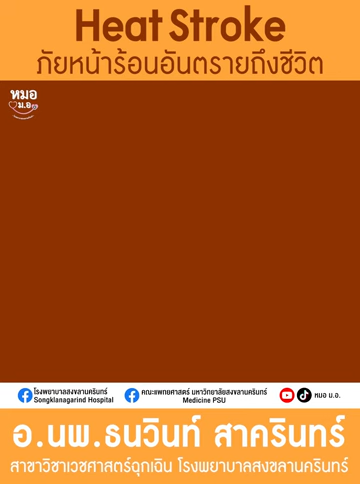 Heat Stroke
ภัยหน้าร้อนอันตรายถึงชีวิต
หมอ
ม.อ.
โรงพยาบาลสงขลานครินทร์
Songklanagarind Hospital
คณะแพทยศาสตร์ มหาวิทยาลัยสงขลานครินทร์
Medicine PSU
หมอ ม.อ.
อ.นพ.ธนวินท์ สาครินทร์
สาขาวิชาเวชศาสตร์ฉุกเฉิน โรงพยาบาลสงขลานครินทร์